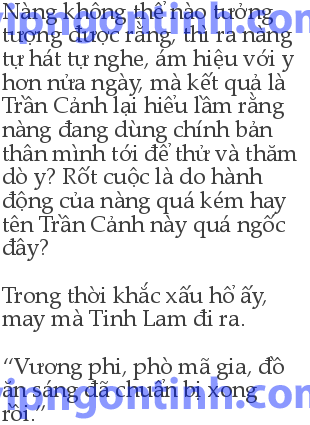 Nàng không thể nào tưởng
tượng được rằng, thì ra nàng
tự hát tự nghe, ám hiệu với y
hơn nửa ngày, mà kết quả là
Trần Cảnh lại hiểu lầm rằng
nàng đang dùng chính bản
thân mình tới để thử và thăm
dò y? Rốt cuộc là do hành
động của nàng quá kém hay
tên Trần Cảnh này quá ngốc
đây?
Trong thời khắc xấu hổ ấy,
may mà Tinh Lam đi ra.
“Vương phi, phò mã gia, đồ
ăn sáng đã chuẩn bị xong
rồi.”
vipngontinh.com
vipngontinh.com